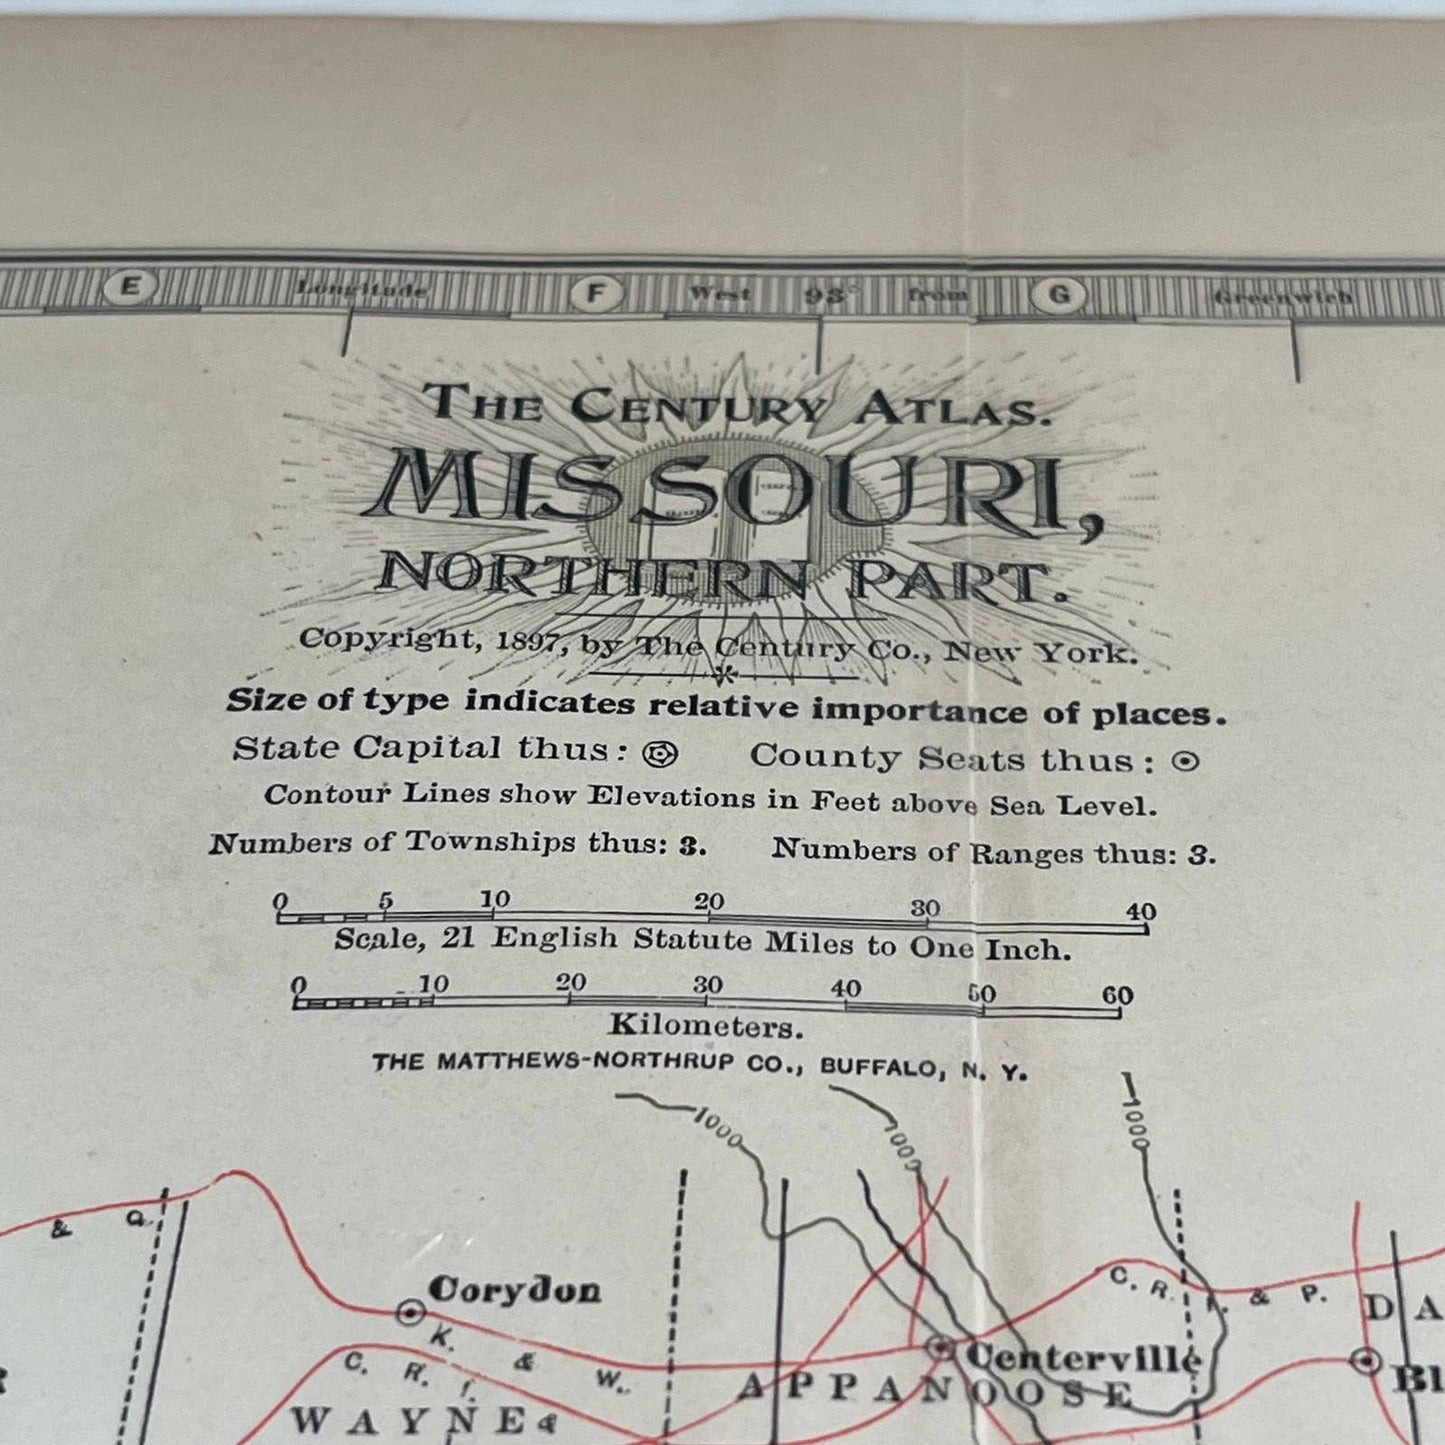 E Longitude F West 93° from G Greenwich
THE CENTURY ATLAS.
MISSOURI,
NORTHERN PART.
Copyright, 1897, by The Century Co., New York.
Size of type indicates relative importance of places.
State Capital thus: County Seats thus:
Contour Lines show Elevations in Feet above Sea Level.
Numbers of Townships thus: 3. Numbers of Ranges thus: 3.
0 5 10 20 30 40
Scale, 21 English Statute Miles to One Inch.
0 10 20 30 40 50 60
Kilometers.
THE MATTHEWS-NORTHRUP CO., BUFFALO, N. Y.
1000 1000 1000
& Q.
Corydon
C. R. I. & P.
K. & W.
D A
Centerville
C. R. I. &
APPANOOSE
Bl
WAYNE